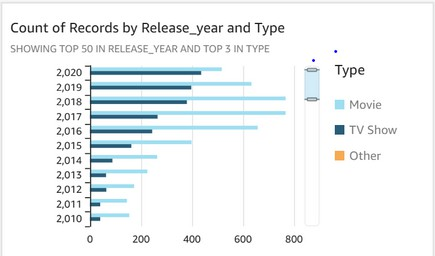 Count of Records by Release_year and Type
SHOWING TOP 50 IN RELEASE_YEAR AND TOP 3 IN TYPE
Type
Movie
TV Show
Other
2,020
2,019
2,018
2,017
2,016
2,015
2,014
2,013
2,012
2,011
2,010
0 200 400 600 800